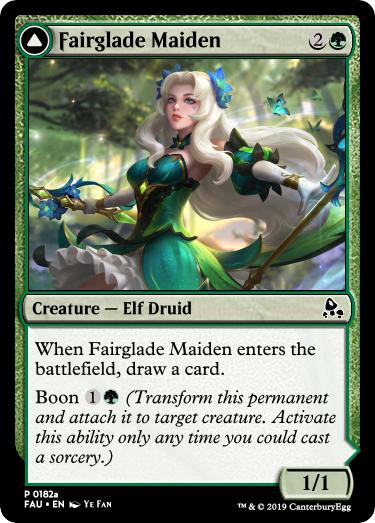 Fairglade Maiden 2
Creature — Elf Druid
When Fairglade Maiden enters the
battlefield, draw a card.
Boon 1 (Transform this permanent
and attach it to target creature. Activate
this ability only any time you could cast
a sorcery.)
1/1
P 0182a
FAU • EN Ye Fan
™ & © 2019 CanterburyEgg